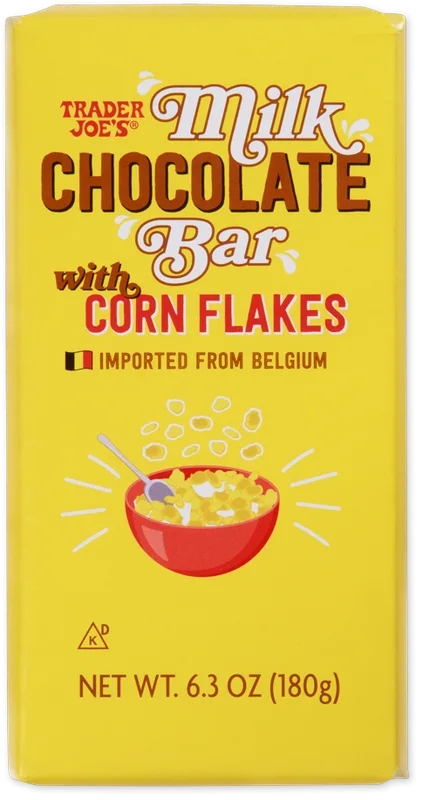 TRADER
JOE'S®
Milk
CHOCOLATE
Bar
with
CORN FLAKES
IMPORTED FROM BELGIUM
K D
NET WT. 6.3 OZ (180g)